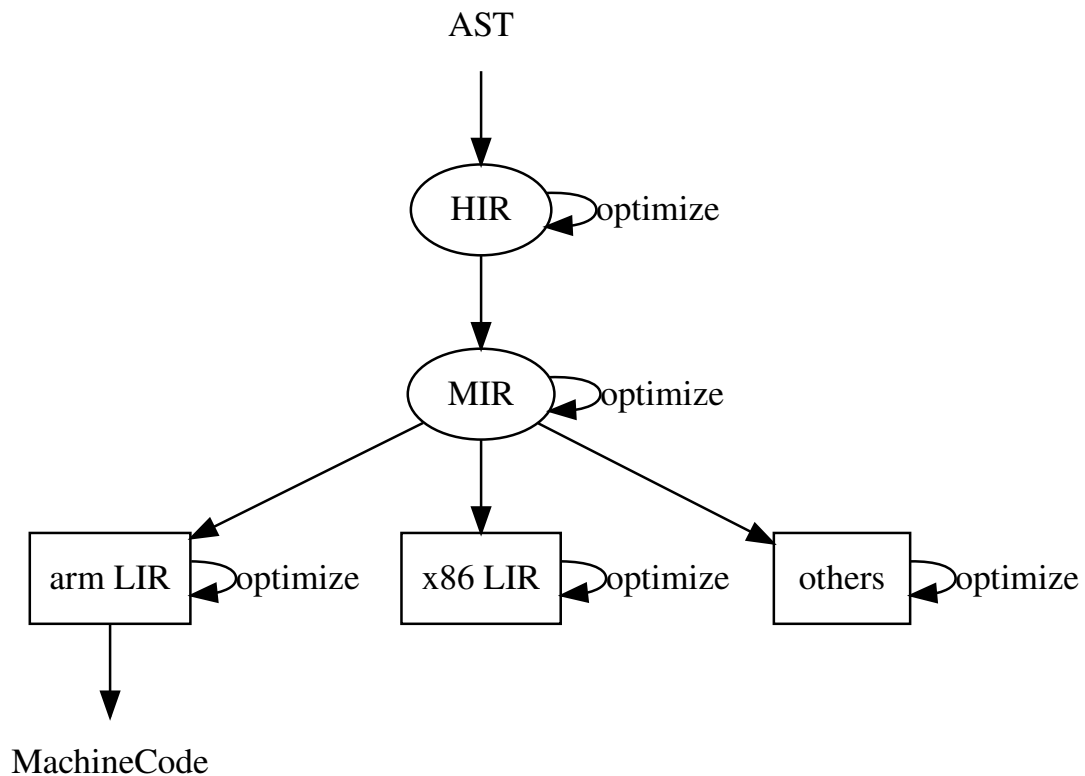 AST
HIR
optimize
MIR
optimize
arm LIR
optimize
x86 LIR
optimize
others
optimize
MachineCode